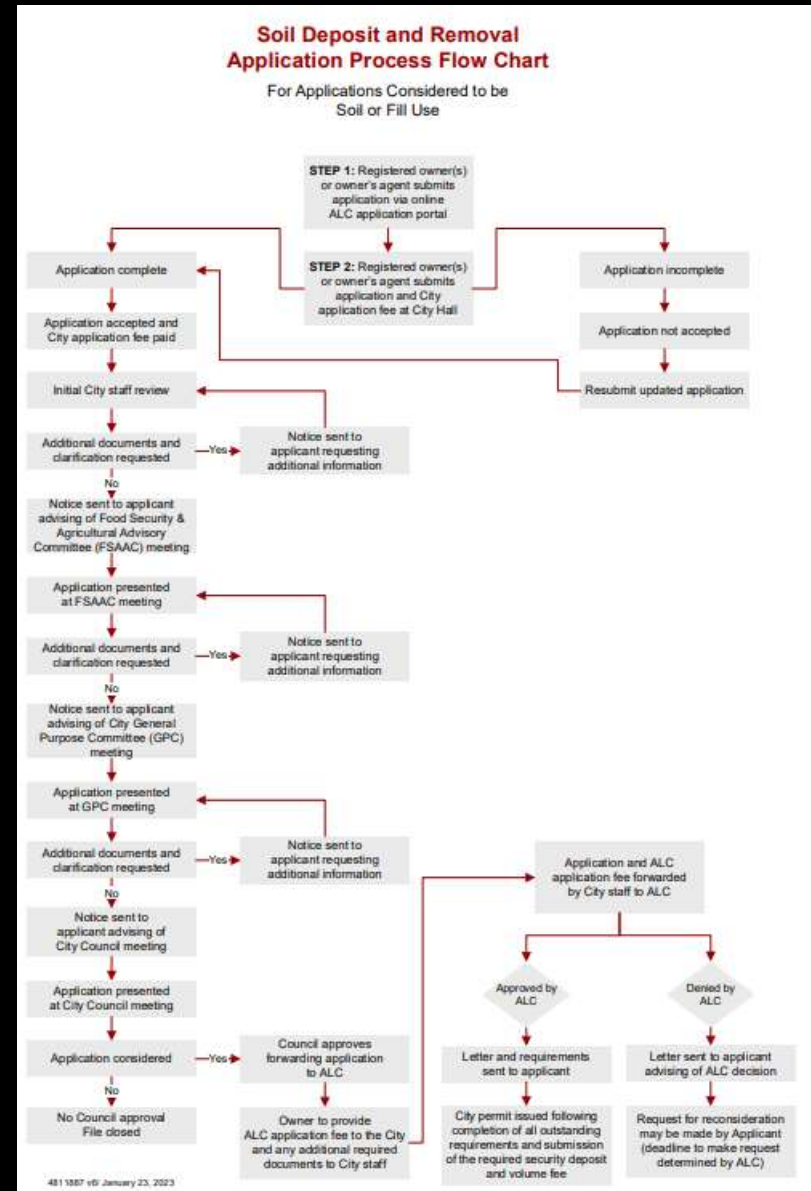 Soil Deposit and Removal
Application Process Flow Chart
For Applications Considered to be
Soil or Fill Use
STEP 1: Registered owner(s)
or owner's agent submits
application via online
ALC application portal
Application complete
STEP 2: Registered owner(s)
or owner's agent submits
application and City
application fee at City Hall
Application incomplete
Application accepted and
City application fee paid
Application not accepted
Initial City staff review
Resubmit updated application
Additional documents and
clarification requested
Yes
Notice sent to
applicant requesting
additional information
No
Notice sent to applicant
advising of Food Security &
Agricultural Advisory
Committee (FSAAC) meeting
Application presented
at FSAAC meeting
Additional documents and
clarification requested
Yes
Notice sent to
applicant requesting
additional information
No
Notice sent to applicant
advising of City General
Purpose Committee (GPC)
meeting
Application presented
at GPC meeting
Additional documents and
clarification requested
Yes
Notice sent to
applicant requesting
additional information
No
Notice sent to
applicant advising of
City Council meeting
Application presented
at City Council meeting
Application considered
Yes
Council approves
forwarding application
to ALC
No
No Council approval
File closed
Owner to provide
ALC application fee to the City
and any additional required
documents to City staff
Application and ALC
application fee forwarded
by City staff to ALC
Approved by
ALC
Denied by
ALC
Letter and requirements
sent to applicant
Letter sent to applicant
advising of ALC decision
City permit issued following
completion of all outstanding
requirements and submission
of the required security deposit
and volume fee
Request for reconsideration
may be made by Applicant
(deadline to make request
determined by ALC)
4811887 v6/ January 23, 2023